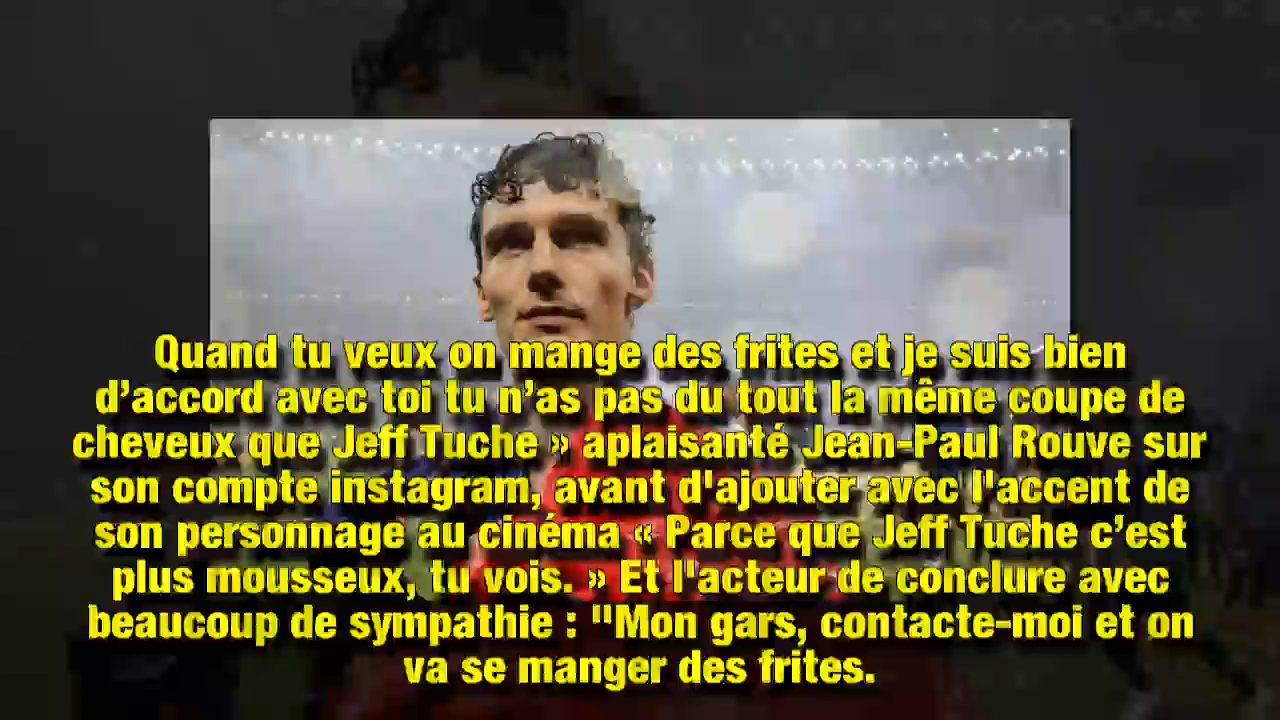 Quand tu veux on mange des frites et je suis bien
d’accord avec toi tu n’as pas du tout la même coupe de
cheveux que Jeff Tuche » aplaisanté Jean-Paul Rouve sur
son compte instagram, avant d'ajouter avec l'accent de
son personnage au cinéma « Parce que Jeff Tuche c’est
plus mousseux, tu vois. » Et l'acteur de conclure avec
beaucoup de sympathie : "Mon gars, contacte-moi et on
va se manger des frites.